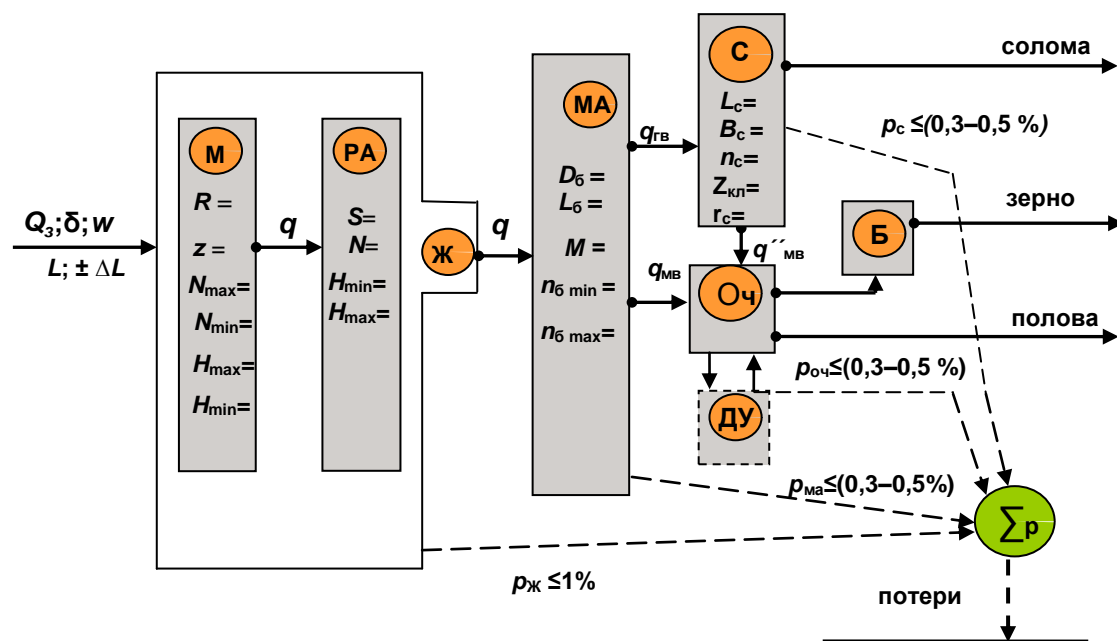 Q₃;δ;w
L; ± ΔL
М
R =
z =
Nmax=
Nmin=
Hmax=
Hmin=
q
РА
S=
N=
Hmin=
Hmax=
Ж
q
МА
Dб =
Lб =
M =
nб min =
nб max=
qгв
qмв
С
Lс=
Bс =
nс=
Zкл=
rс=
q´´мв
Оч
ДУ
Б
солома
pс ≤(0,3–0,5 %)
зерно
полова
pоч≤(0,3–0,5 %)
pма≤(0,3–0,5%)
pЖ ≤1%
∑p
потери